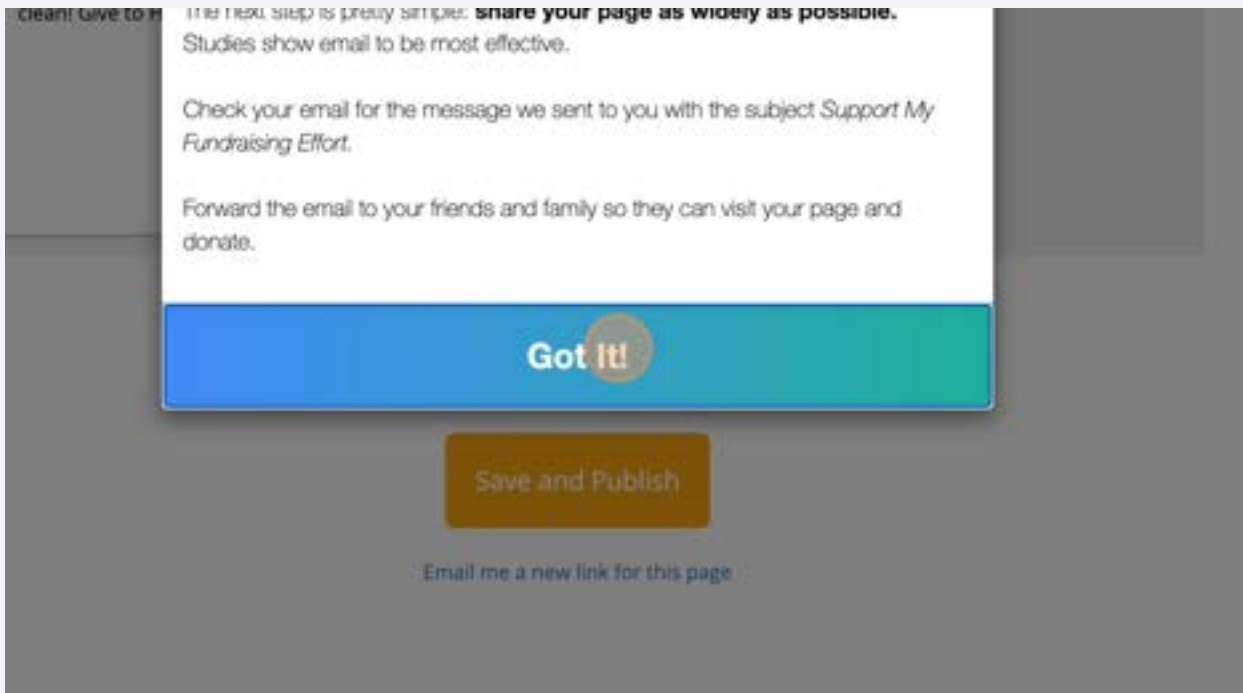 clean! Give to H
The next step is pretty simple: share your page as widely as possible.
Studies show email to be most effective.
Check your email for the message we sent to you with the subject Support My
Fundraising Effort.
Forward the email to your friends and family so they can visit your page and
donate.
Got It!
Save and Publish
Email me a new link for this page